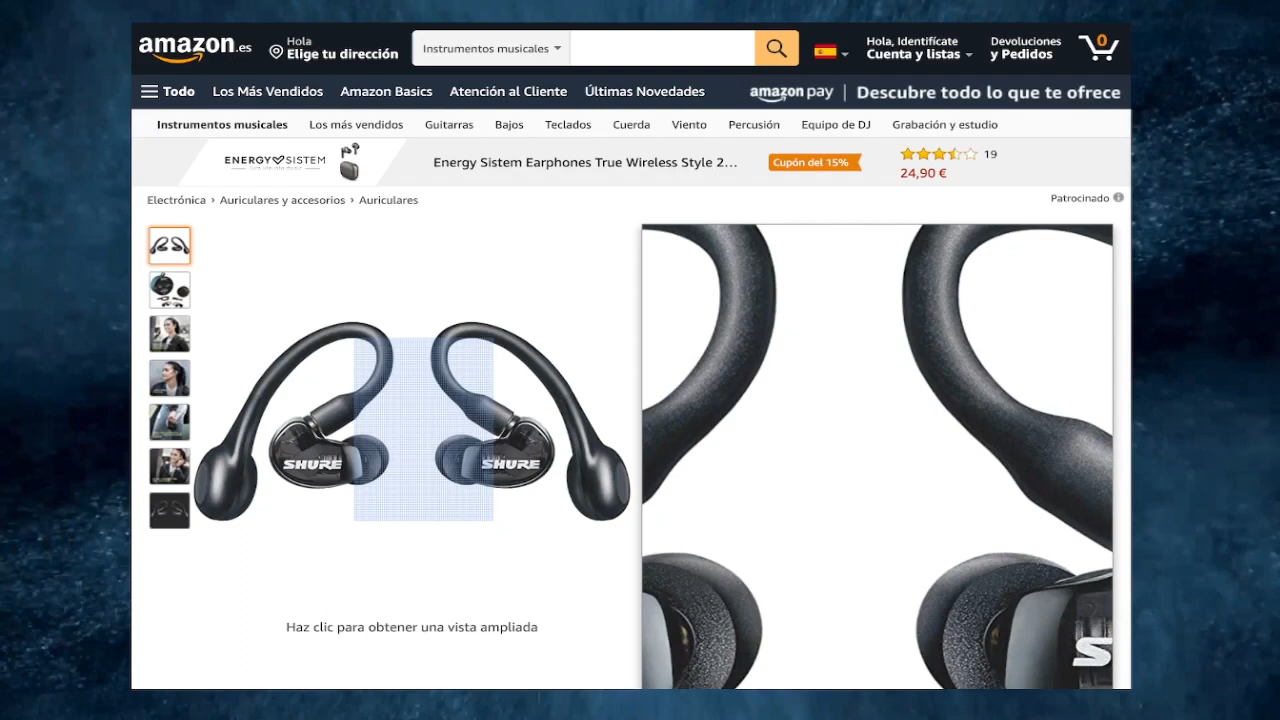 amazon.es
Hola
Elige tu dirección
Instrumentos musicales
Hola, Identifícate
Cuenta y listas
Devoluciones
y Pedidos
0
Todo
Los Más Vendidos
Amazon Basics
Atención al Cliente
Últimas Novedades
amazon pay | Descubre todo lo que te ofrece
Instrumentos musicales
Los más vendidos
Guitarras
Bajos
Teclados
Cuerda
Viento
Percusión
Equipo de DJ
Grabación y estudio
ENERGY SISTEM
Energy Sistem Earphones True Wireless Style 2...
Cupón del 15%
19
24,90 €
Electrónica › Auriculares y accesorios › Auriculares
Patrocinado
SHURE
SHURE
S
Haz clic para obtener una vista ampliada